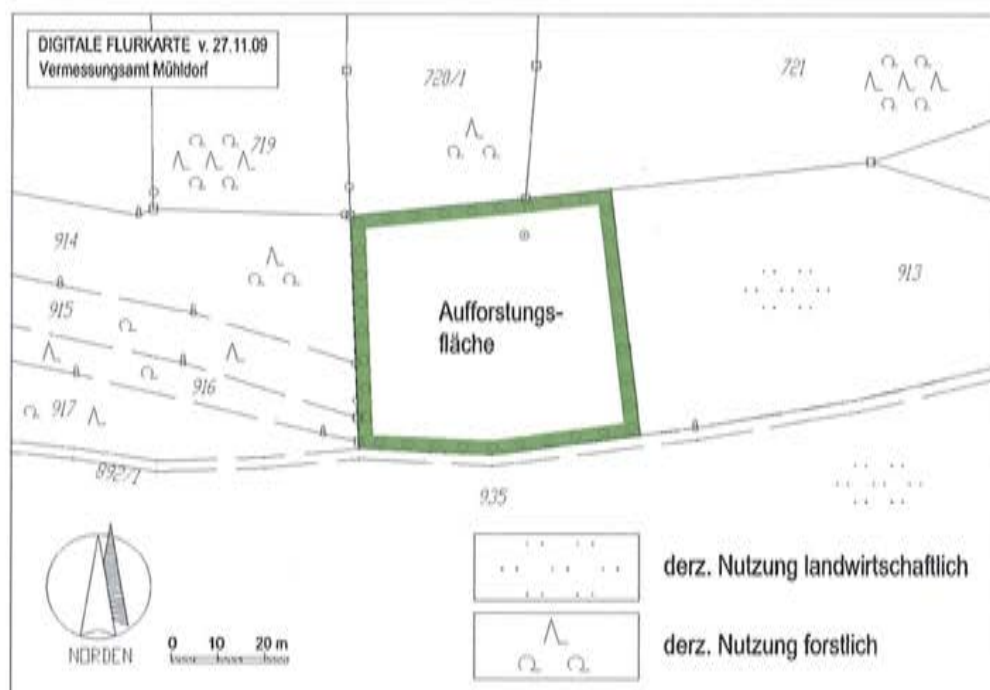 DIGITALE FLURKARTE v. 27.11.09
Vermessungsamt Mühldorf
720/1
721
719
914
913
915
Aufforstungs-
fläche
916
917
892/1
935
derz. Nutzung landwirtschaftlich
0 10 20 m
derz. Nutzung forstlich
NORDEN